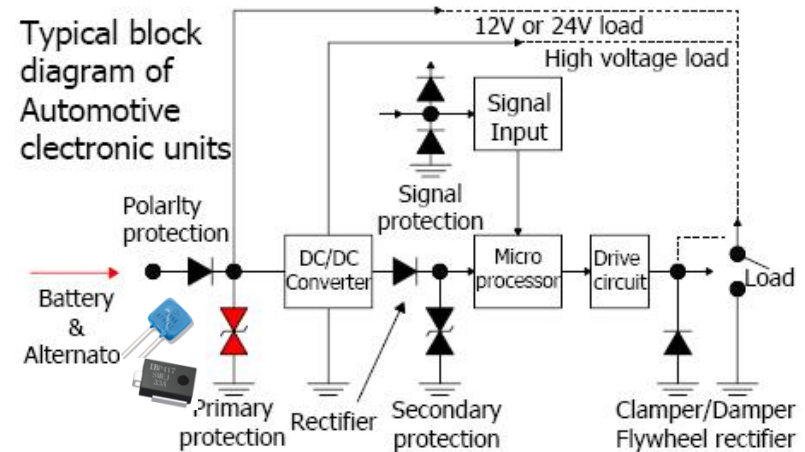 Typical block
diagram of
Automotive
clectronic units
12V or 24V load
High voltage load
Signal
Input
Signal
protection
Polarlty
protection
DC/DC
Converter
Micro
processor
Drive
circuit
Load
Battery
&
Alternato
Primary
protection
Rectifier
Secondary
protection
Clamper/Damper
Flywheel rectifier